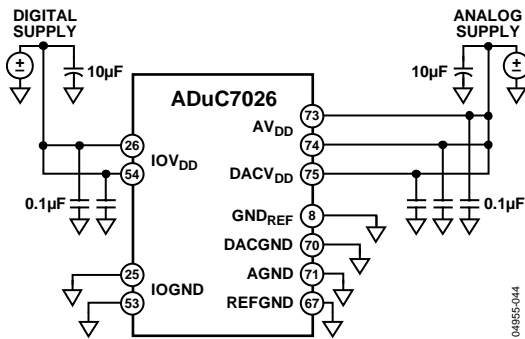 DIGITAL
SUPPLY
ANALOG
SUPPLY
+
–
10µF
10µF
+
–
ADuC7026
73
AVDD
74
26
IOVDD
54
DACVDD
75
0.1µF
0.1µF
GNDREF
8
DACGND
70
25
IOGND
53
AGND
71
REFGND
67
04955-044